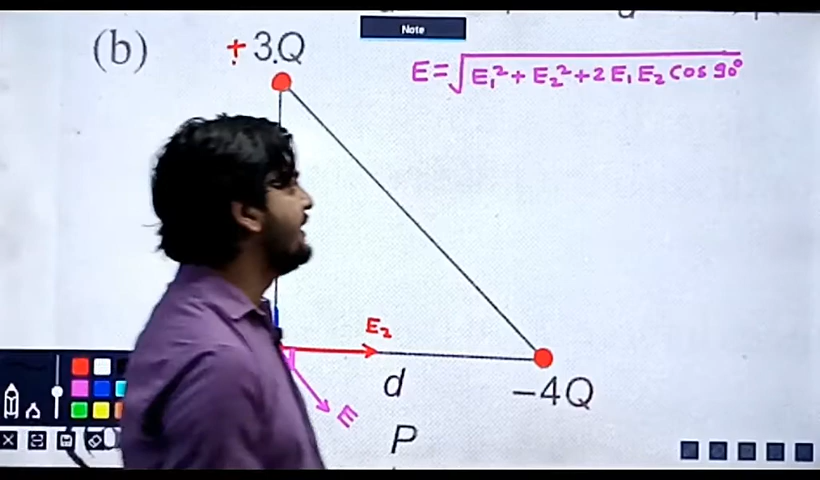 Note
(b)
+3Q
E=√E₁²+E₂²+2E₁E₂Cos90°
E₂
d
-4Q
E
P